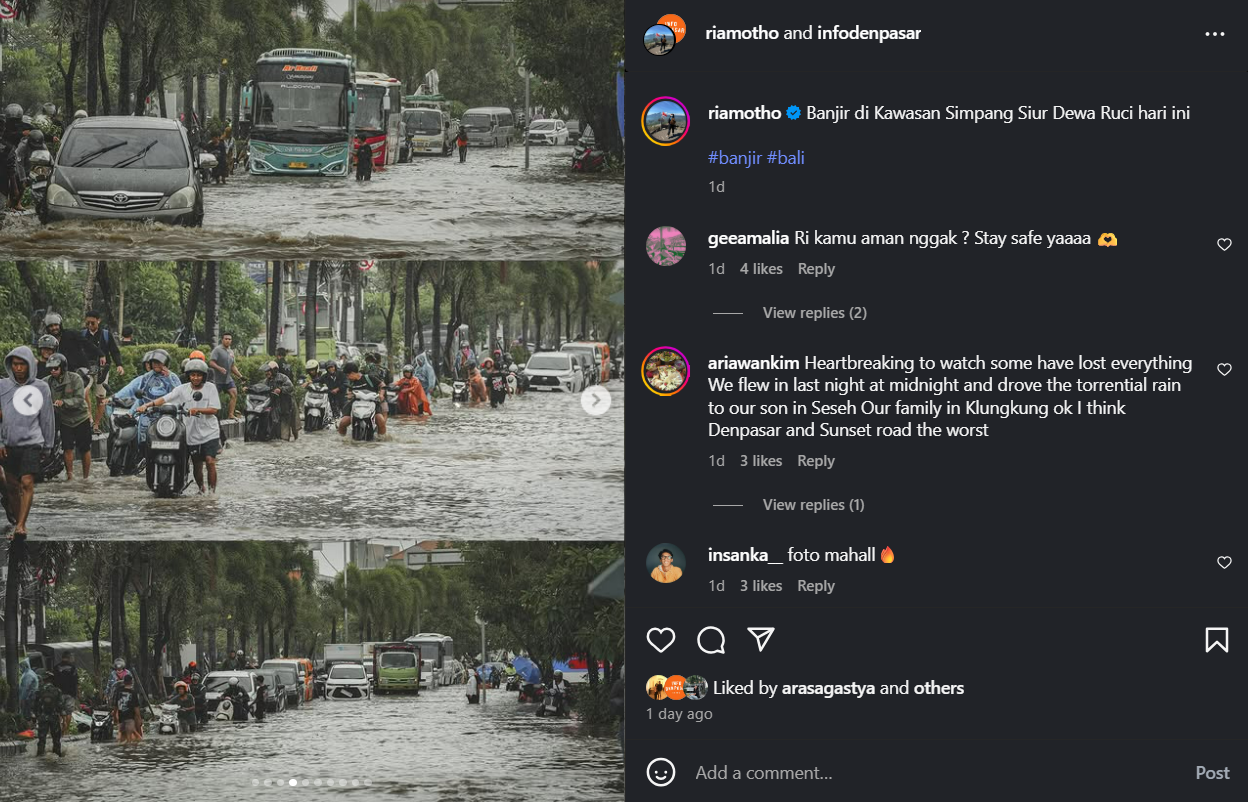 riamotho and infodenpasar
riamotho Banjir di Kawasan Simpang Siur Dewa Ruci hari ini
#banjir #bali
1d
geeamalia Ri kamu aman nggak ? Stay safe yaaaa 🫶
1d 4 likes Reply
View replies (2)
ariawankim Heartbreaking to watch some have lost everything
We flew in last night at midnight and drove the torrential rain
to our son in Seseh Our family in Klungkung ok I think
Denpasar and Sunset road the worst
1d 3 likes Reply
View replies (1)
insanka__ foto mahall🔥
1d 3 likes Reply
Liked by arasagastya and others
1 day ago
Add a comment...
Post